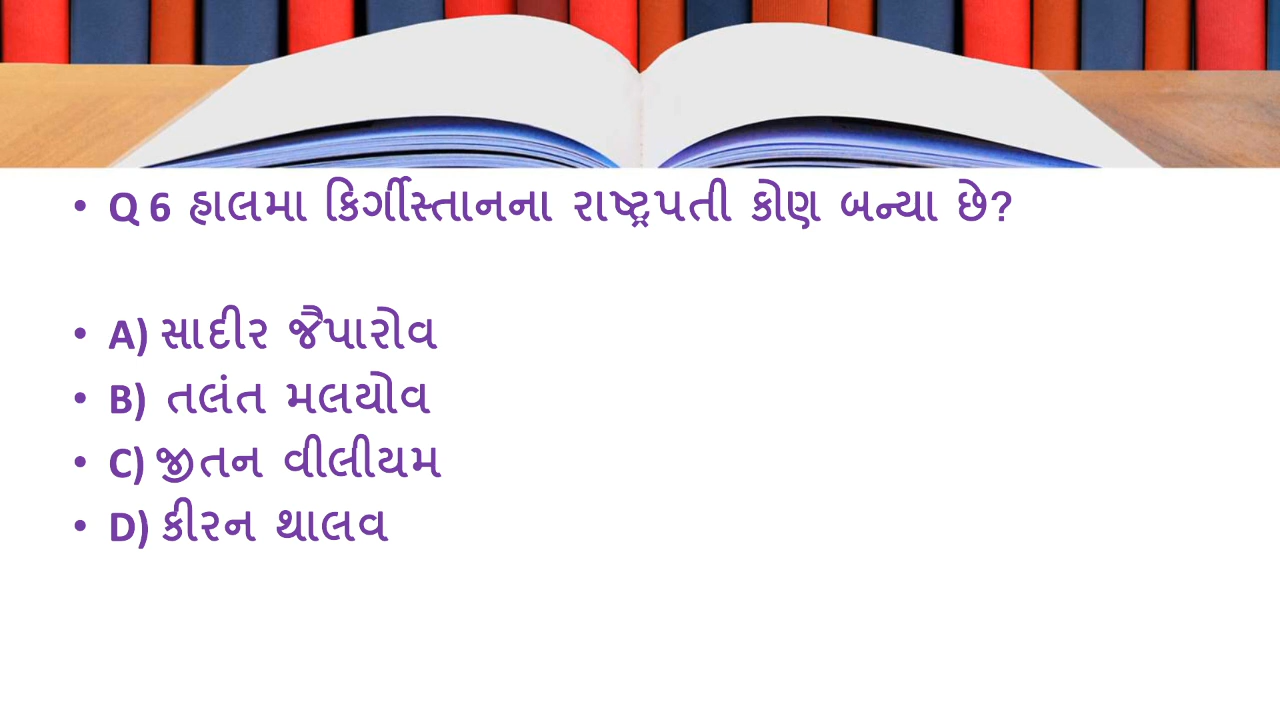 • Q 6 હાલમા કિર્ગીસ્તાનના રાષ્ટ્રપતી કોણ બન્યા છે?
• A) સાદીર જૈપારોવ
• B) તલંત મલયોવ
• C) જીતન વીલીયમ
• D) કીરન થાલવ